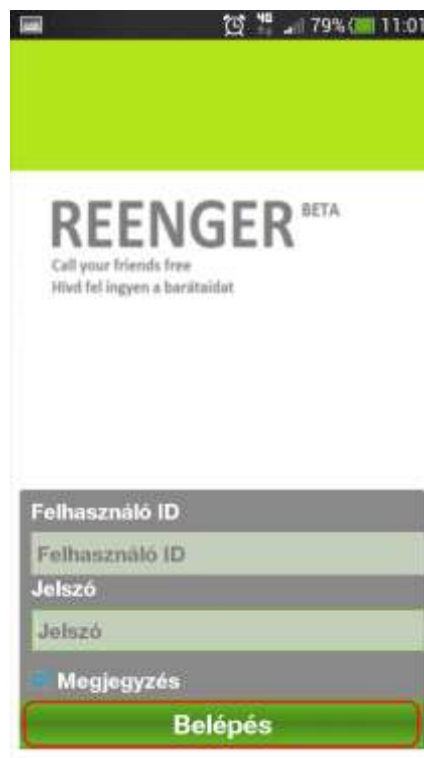 4G 79% 11:01
REENGER BETA
Call your friends free
Hívd fel ingyen a barátaidat
Felhasználó ID
Felhasználó ID
Jelszó
Jelszó
Megjegyzés
Belépés